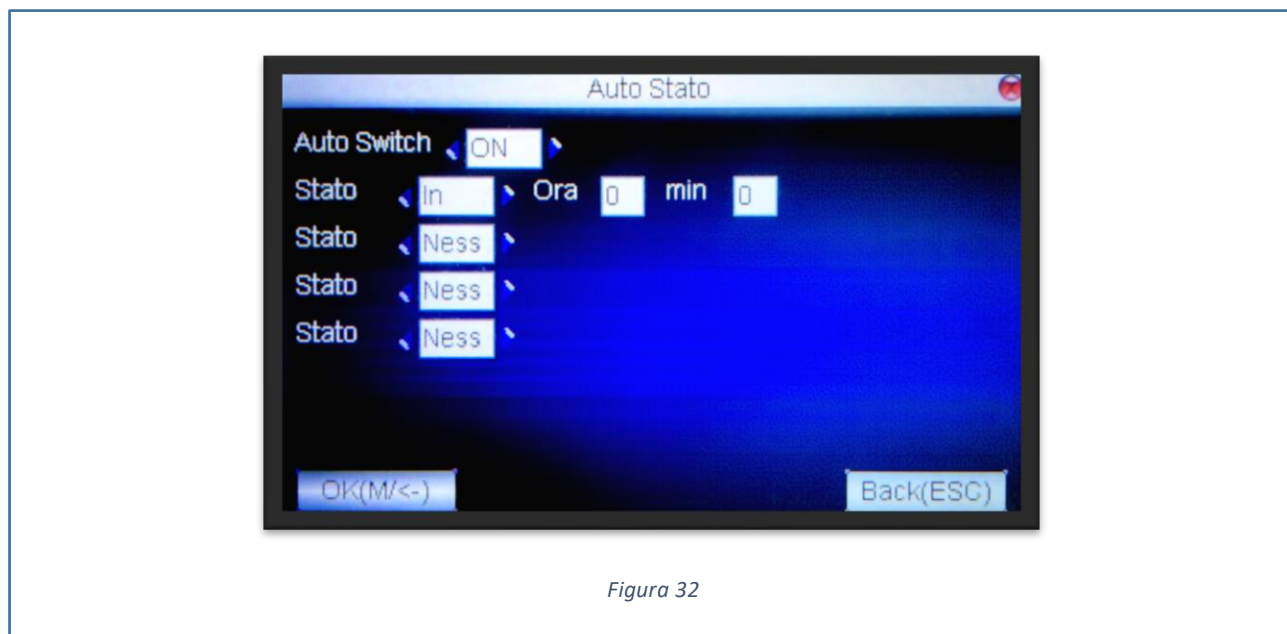 Auto Stato
Auto Switch ON
Stato In Ora 0 min 0
Stato Ness
Stato Ness
Stato Ness
OK(M/<-)
Back(ESC)
Figura 32